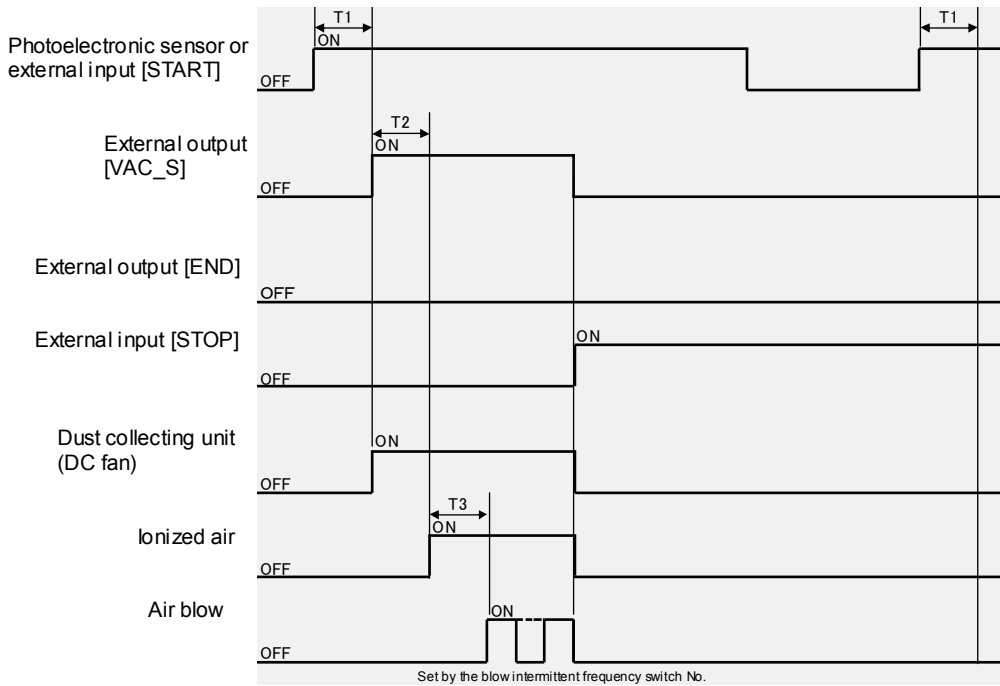 T1
T1
ON
Photoelectronic sensor or
external input [START]
OFF
T2
External output
[VAC_S]
ON
OFF
External output [END]
OFF
External input [STOP]
ON
OFF
Dust collecting unit
(DC fan)
ON
OFF
T3
Ionized air
ON
OFF
Air blow
ON
OFF
Set by the blow intermittent frequency switch No.